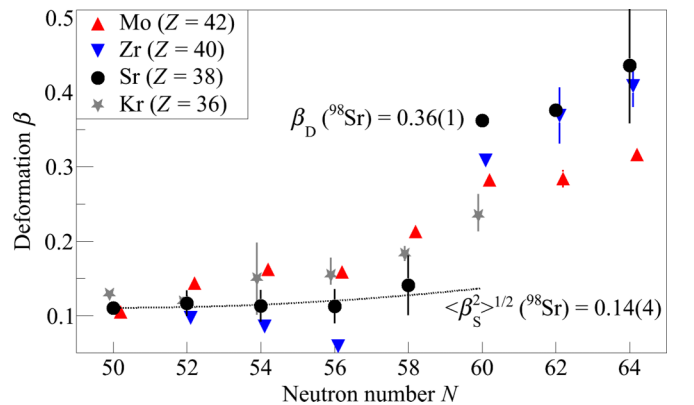 0.5
0.4
0.3
0.2
0.1
Deformation β
Mo (Z = 42)
Zr (Z = 40)
Sr (Z = 38)
Kr (Z = 36)
β_D (⁹⁸Sr) = 0.36(1)
<β_S²>^1/2 (⁹⁸Sr) = 0.14(4)
50 52 54 56 58 60 62 64
Neutron number N